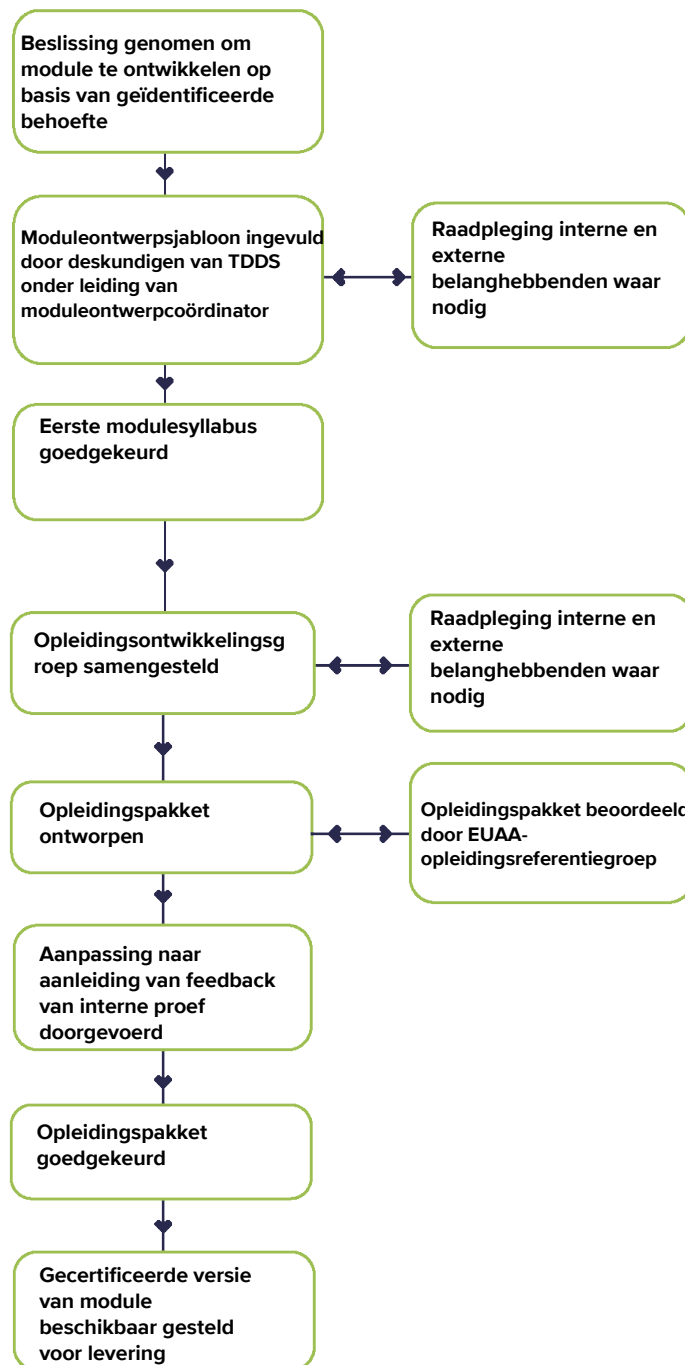 Beslissing genomen om
module te ontwikkelen op
basis van geïdentificeerde
behoefte
Moduleontwerpsjabloon ingevuld
door deskundigen van TDDS
onder leiding van
moduleontwerpcoördinator
Raadpleging interne en
externe
belanghebbenden waar
nodig
Eerste modulesyllabus
goedgekeurd
Opleidingsontwikkelingsg
roep samengesteld
Raadpleging interne en
externe
belanghebbenden waar
nodig
Opleidingspakket
ontworpen
Opleidingspakket beoordeeld
door EUAA-
opleidingsreferentiegroep
Aanpassing naar
aanleiding van feedback
van interne proef
doorgevoerd
Opleidingspakket
goedgekeurd
Gecertificeerde versie
van module
beschikbaar gesteld
voor levering